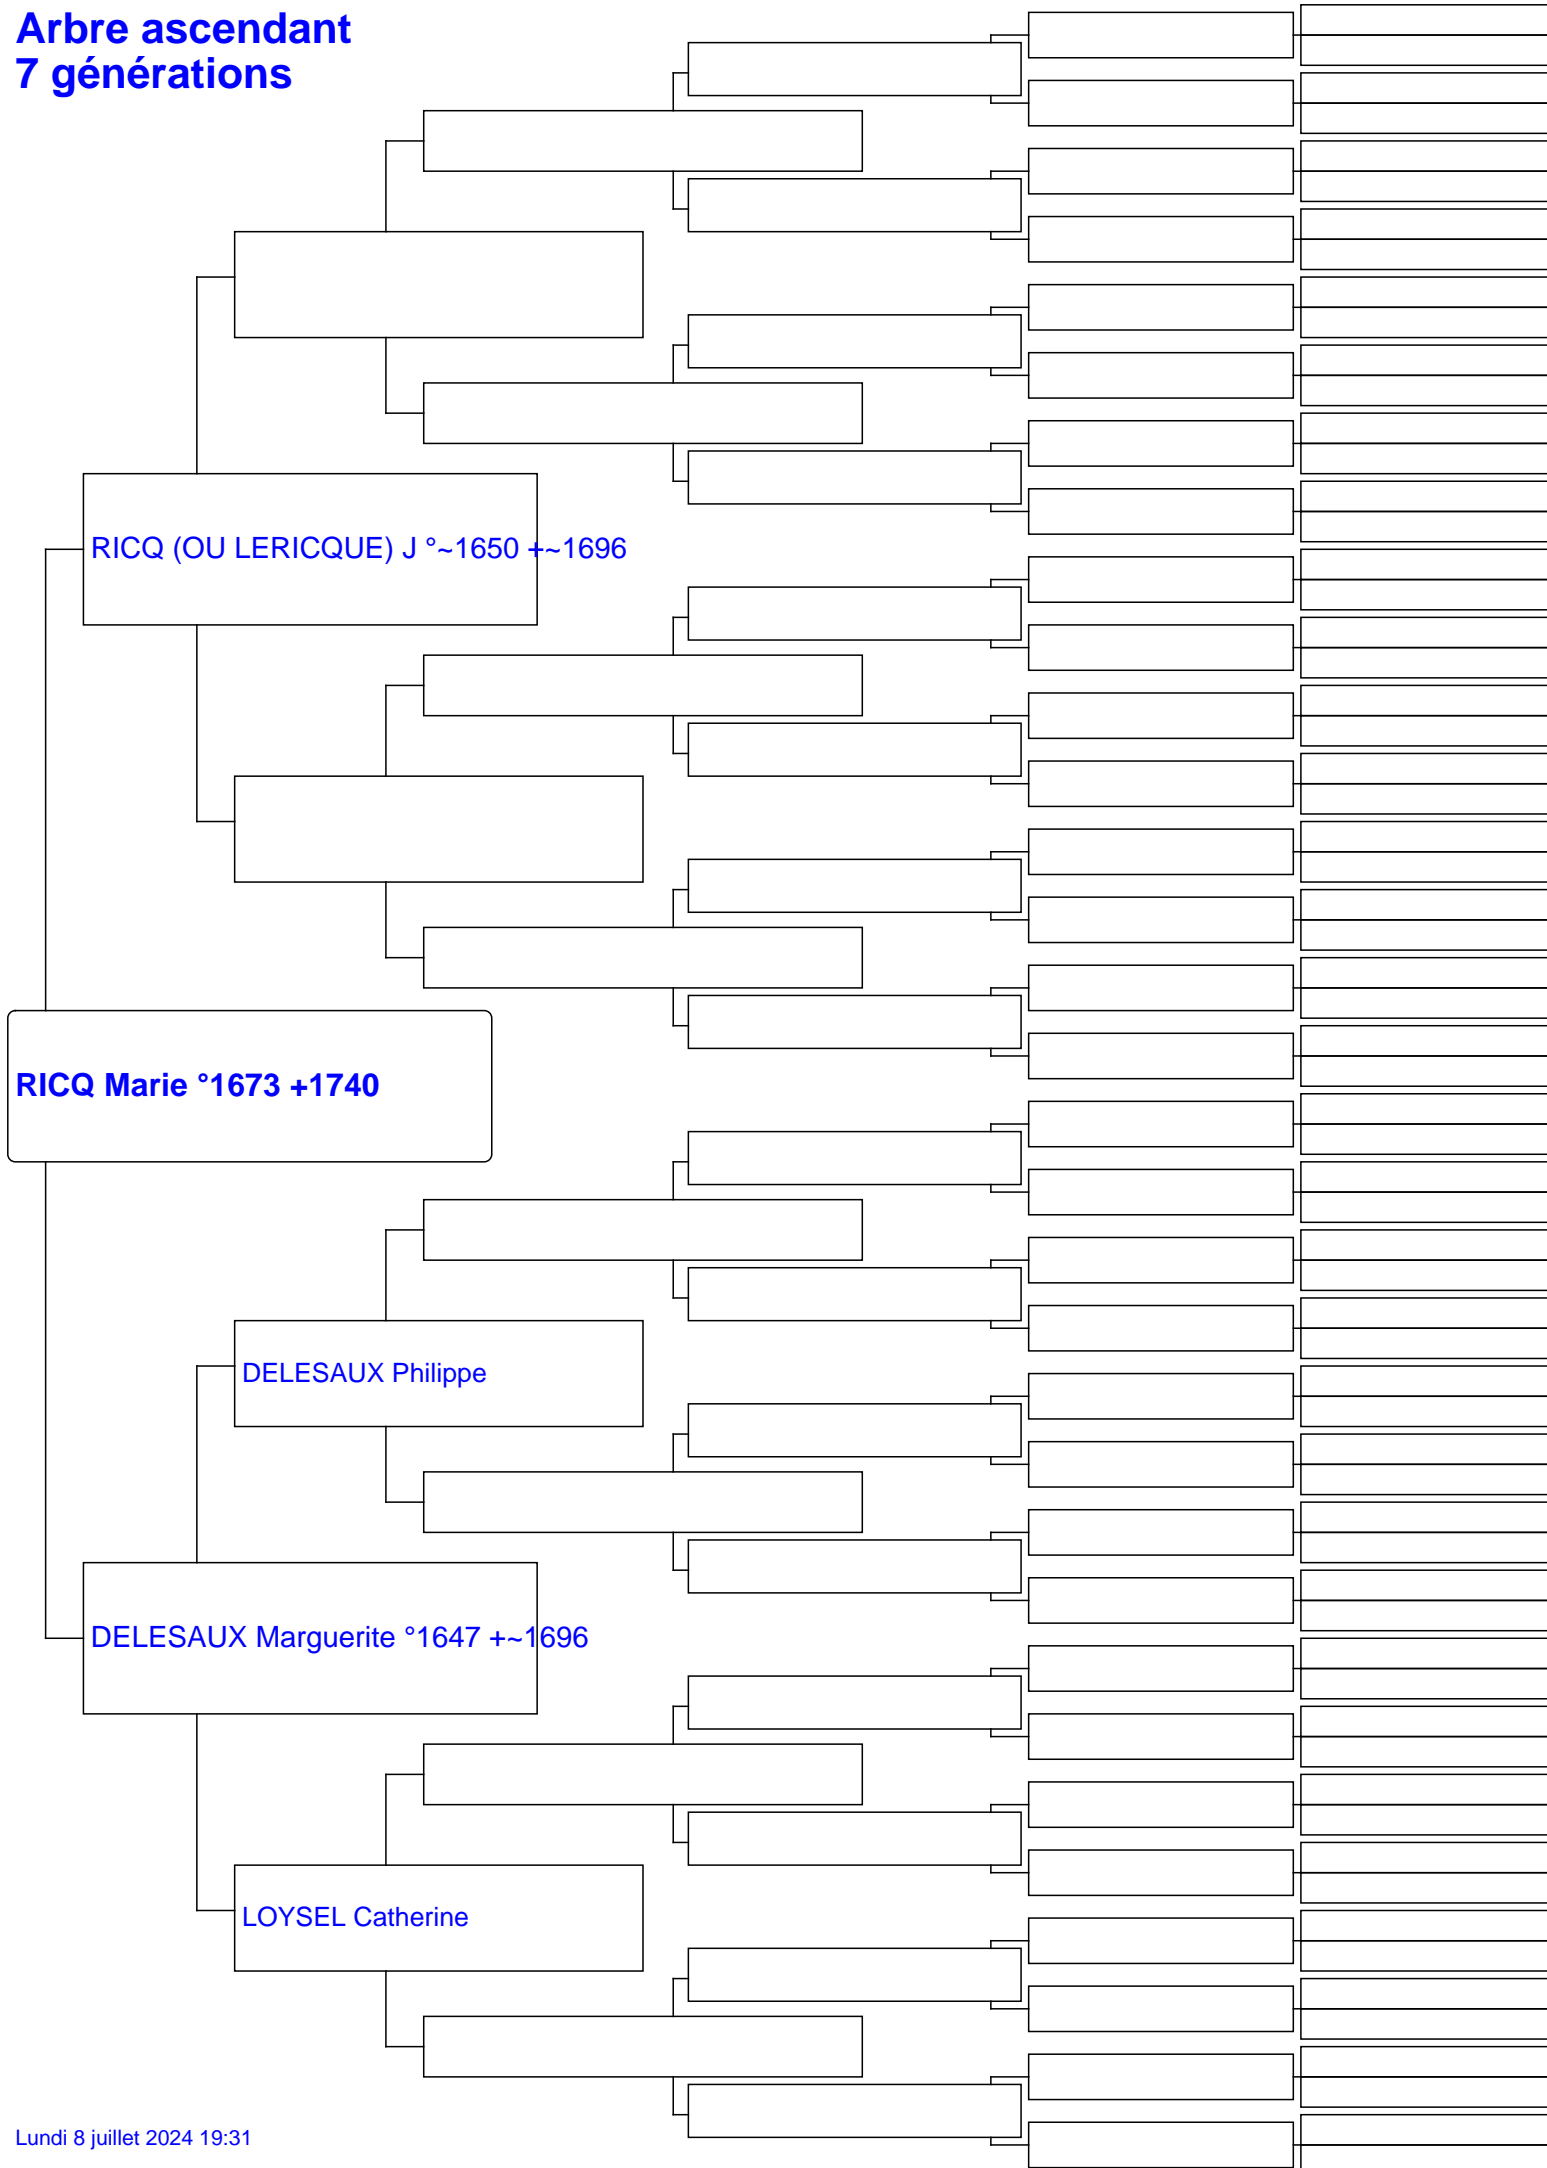 Arbre ascendant
7 générations
RICQ (OU LERICQUE) J °~1650 +~1696
RICQ Marie °1673 +1740
DELESAUX Philippe
DELESAUX Marguerite °1647 +~1696
LOYSEL Catherine
Lundi 8 juillet 2024 19:31